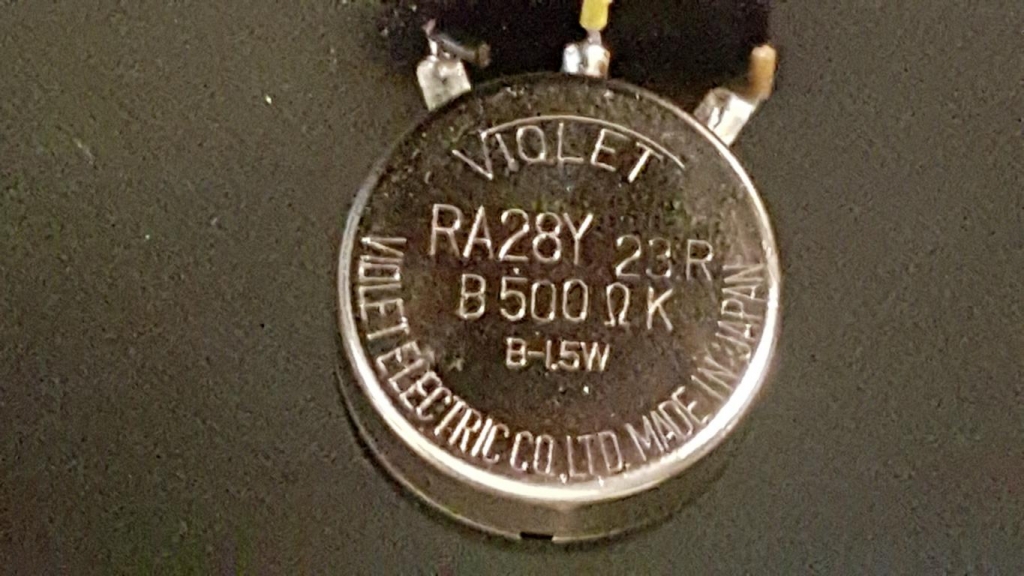 VIOLET
RA28Y 23R
B500ΩK
B-1.5W
VIOLET ELECTRIC CO.,LTD. MADE IN JAPAN